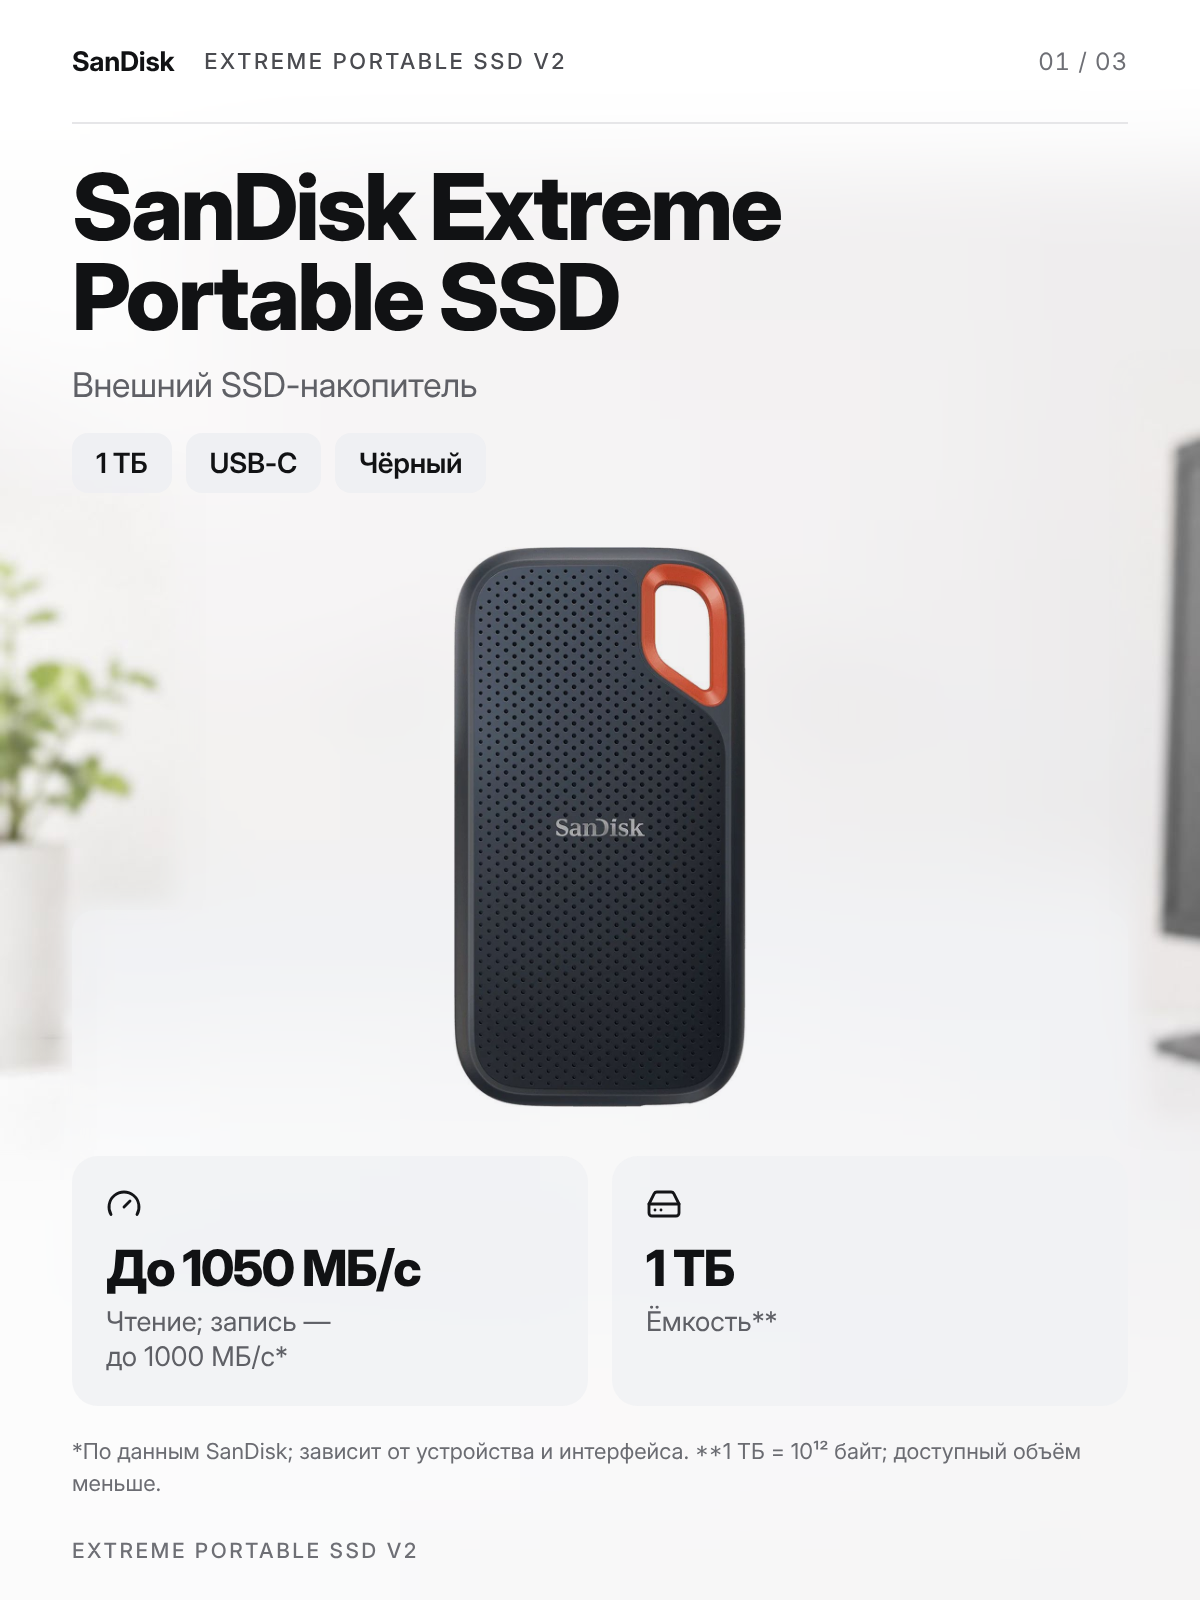 SanDisk EXTREME PORTABLE SSD V2 01 / 03
SanDisk Extreme
Portable SSD
Внешний SSD-накопитель
1 ТБ USB-C Чёрный
SanDisk
До 1050 МБ/с
Чтение; запись —
до 1000 МБ/с*
1 ТБ
Ёмкость**
*По данным SanDisk; зависит от устройства и интерфейса. **1 ТБ = 10¹² байт; доступный объём
меньше.
EXTREME PORTABLE SSD V2